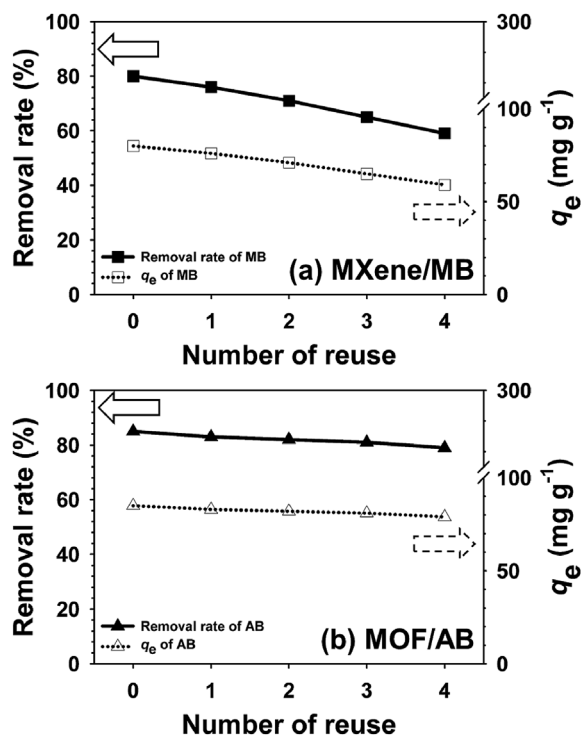 100
80
60
40
20
0
Removal rate (%)
300
100
50
0
qe (mg g-1)
Removal rate of MB
qe of MB
(a) MXene/MB
0 1 2 3 4
Number of reuse
100
80
60
40
20
0
Removal rate (%)
300
100
50
0
qe (mg g-1)
Removal rate of AB
qe of AB
(b) MOF/AB
0 1 2 3 4
Number of reuse